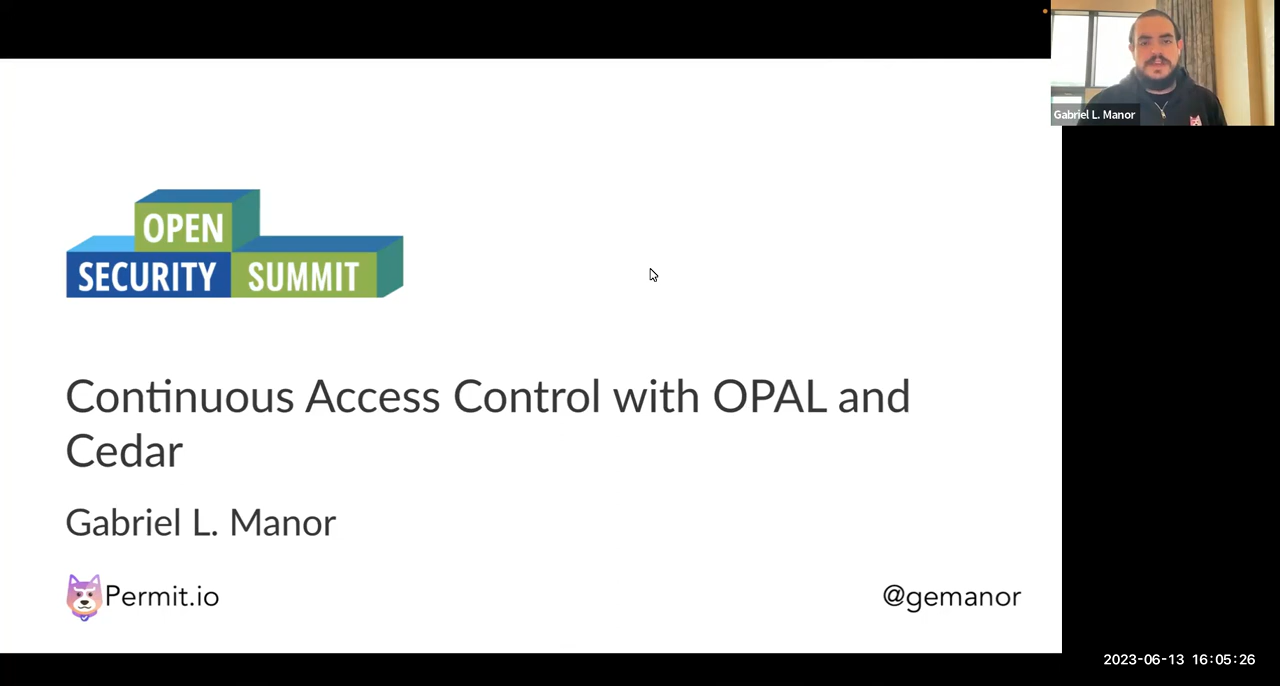 Gabriel L. Manor
OPEN
SECURITY SUMMIT
Continuous Access Control with OPAL and
Cedar
Gabriel L. Manor
Permit.io
@gemanor
2023-06-13 16:05:26